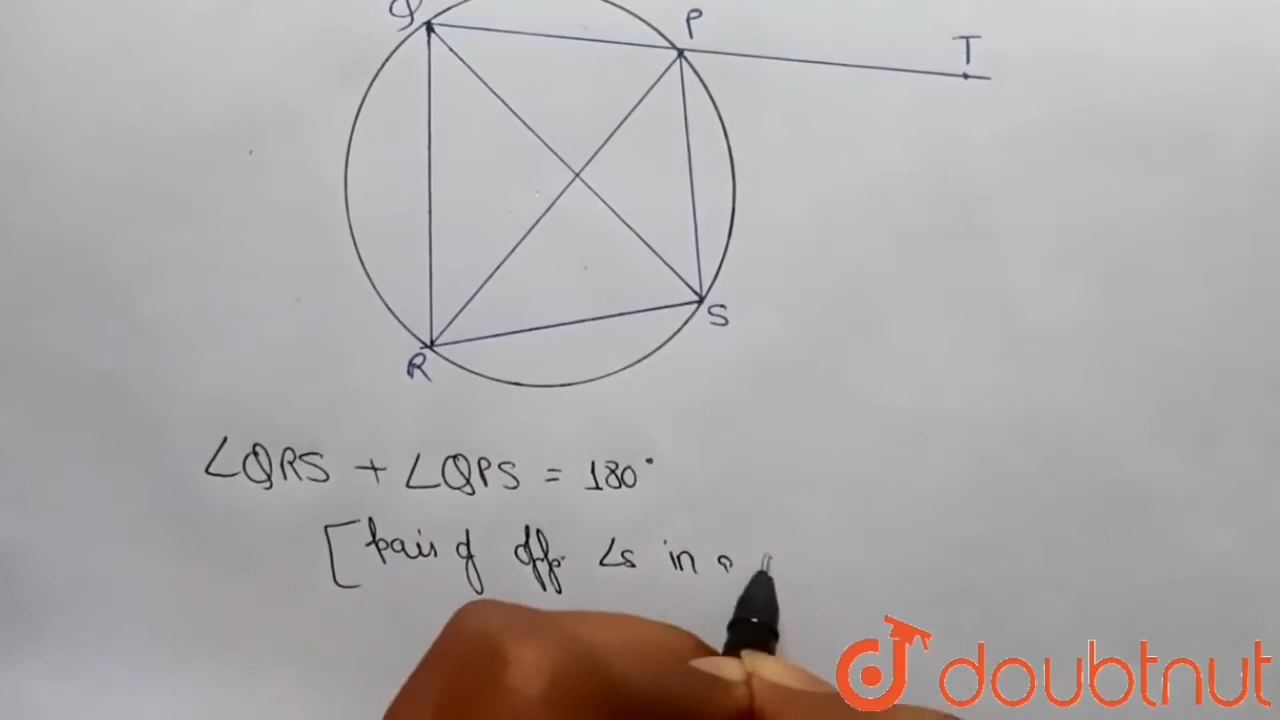 Q
P
T
S
R
∠QRS + ∠QPS = 180°
[pair of opp. ∠s in a
doubtnut